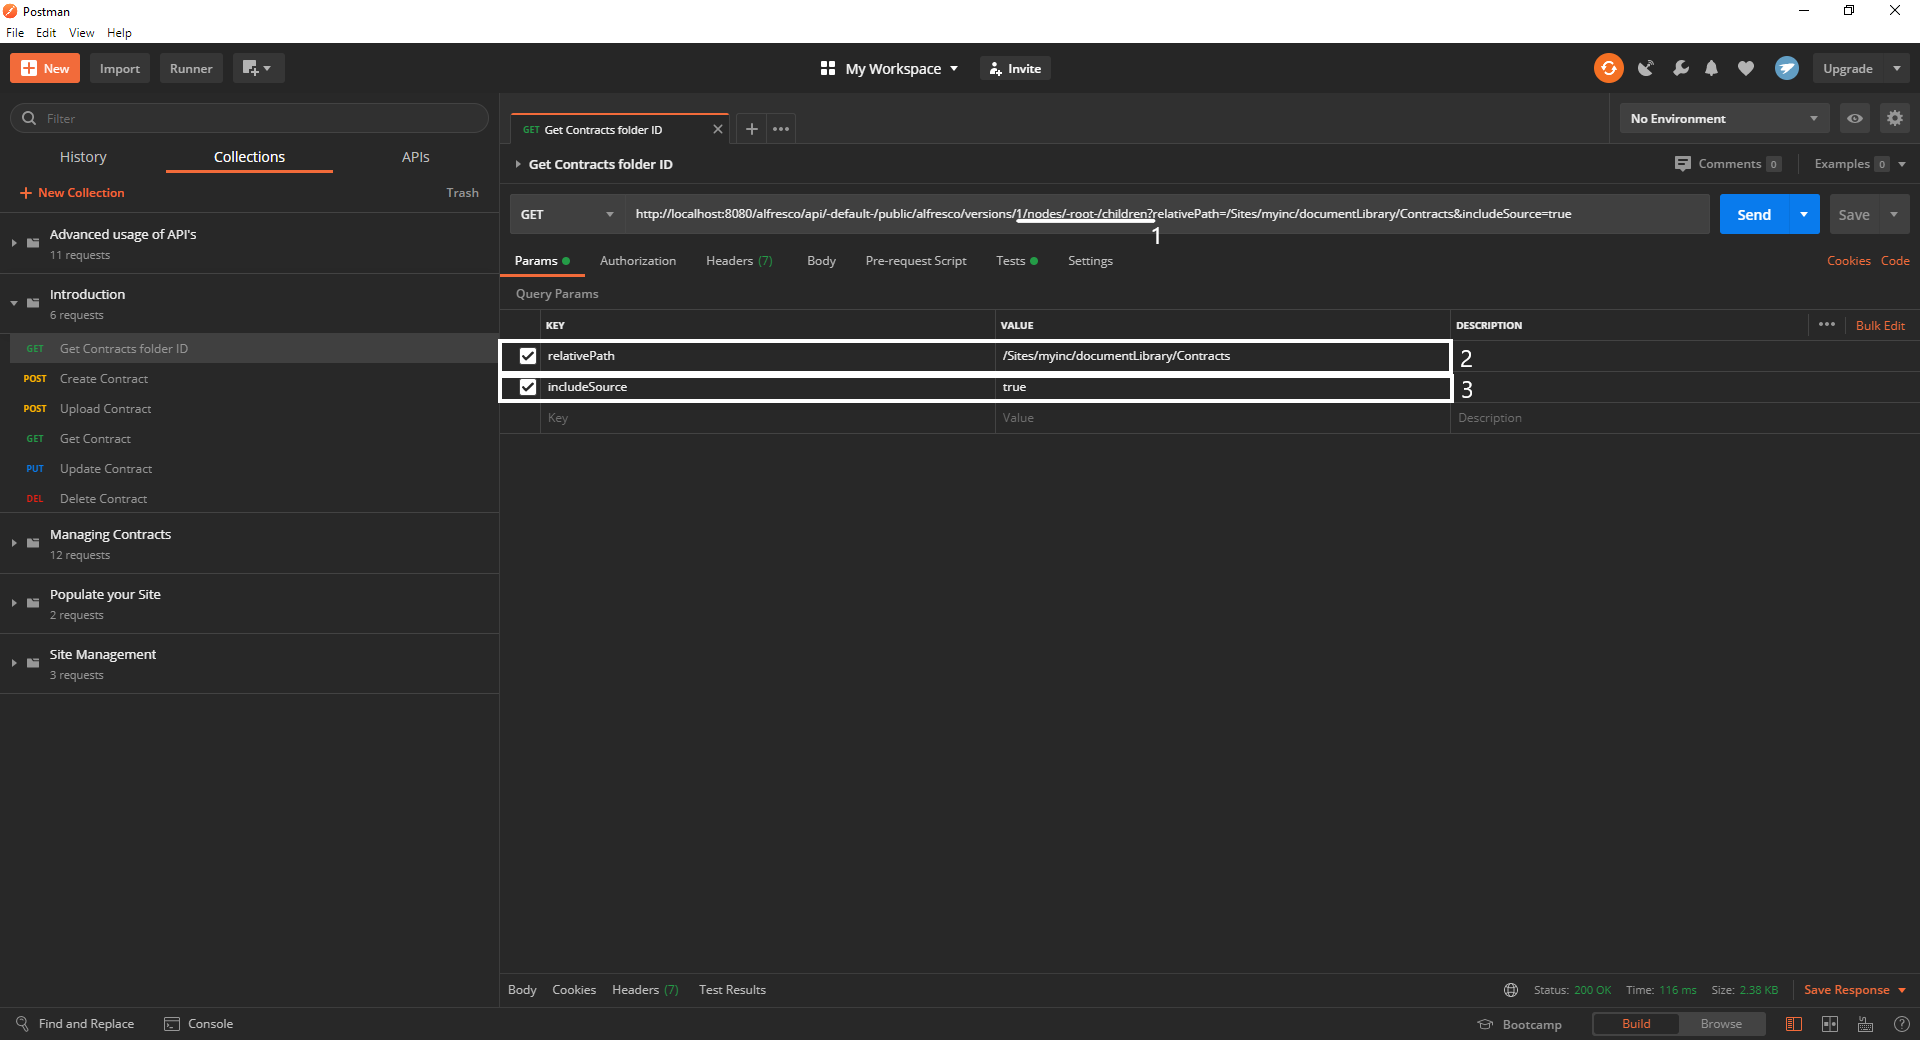 Postman
File Edit View Help
New Import Runner My Workspace Invite Upgrade
Filter
History Collections APIs
New Collection Trash
Advanced usage of API's
11 requests
Introduction
6 requests
GET Get Contracts folder ID
POST Create Contract
POST Upload Contract
GET Get Contract
PUT Update Contract
DEL Delete Contract
Managing Contracts
12 requests
Populate your Site
2 requests
Site Management
3 requests
GET Get Contracts folder ID
No Environment
Get Contracts folder ID
Comments 0 Examples 0
GET http://localhost:8080/alfresco/api/-default-/public/alfresco/versions/1/nodes/-root-/children?relativePath=/Sites/myinc/documentLibrary/Contracts&includeSource=true Send Save
1
Params Authorization Headers (7) Body Pre-request Script Tests Settings Cookies Code
Query Params
KEY VALUE DESCRIPTION Bulk Edit
relativePath /Sites/myinc/documentLibrary/Contracts 2
includeSource true 3
Key Value Description
Body Cookies Headers (7) Test Results Status: 200 OK Time: 116 ms Size: 2.38 KB Save Response
Find and Replace Console Bootcamp Build Browse